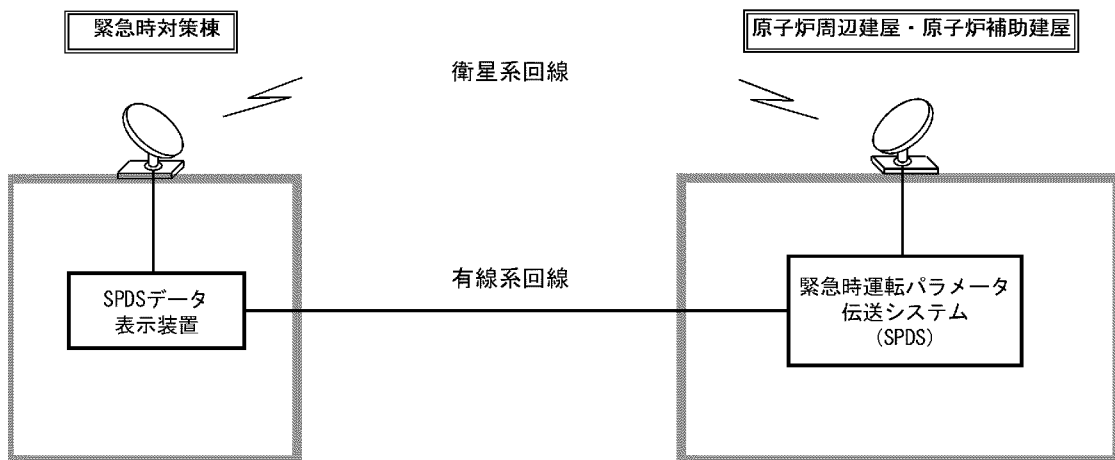 緊急時対策棟
原子炉周辺建屋・原子炉補助建屋
衛星系回線
有線系回線
SPDSデータ
表示装置
緊急時運転パラメータ
伝送システム
(SPDS)